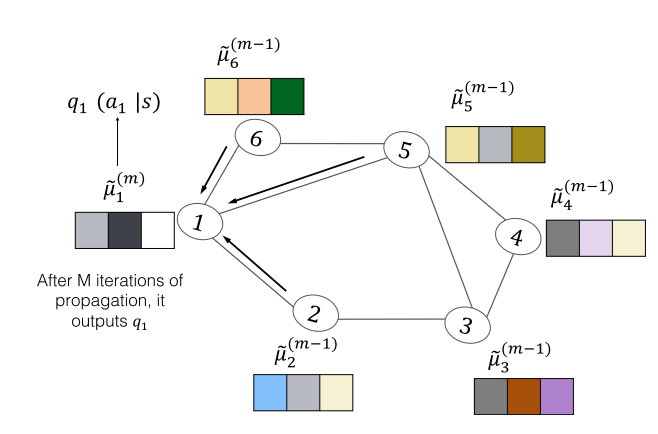 μ̃₆^(m−1)
q₁ (a₁ |s)
μ̃₅^(m−1)
6
5
μ̃₁^(m)
μ̃₄^(m−1)
1
4
After M iterations of
propagation, it
outputs q₁
2
3
μ̃₂^(m−1)
μ̃₃^(m−1)